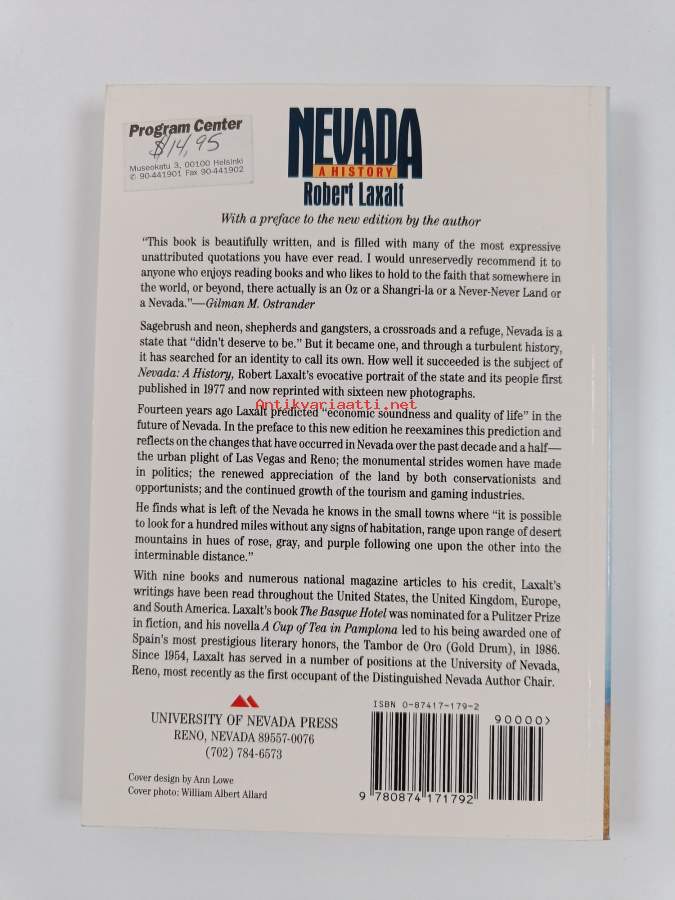 Program Center
$14,95
Museokatu 3, 00100 Helsinki
✆ 90-441901 Fax 90-441902
NEVADA
A HISTORY
Robert Laxalt
With a preface to the new edition by the author
“This book is beautifully written, and is filled with many of the most expressive
unattributed quotations you have ever read. I would unreservedly recommend it to
anyone who enjoys reading books and who likes to hold to the faith that somewhere in
the world, or beyond, there actually is an Oz or a Shangri-la or a Never-Never Land or
a Nevada.”—Gilman M. Ostrander
Sagebrush and neon, shepherds and gangsters, a crossroads and a refuge, Nevada is a
state that “didn’t deserve to be.” But it became one, and through a turbulent history,
it has searched for an identity to call its own. How well it succeeded is the subject of
Nevada: A History, Robert Laxalt’s evocative portrait of the state and its people first
published in 1977 and now reprinted with sixteen new photographs.
Antikvariaatti.net
Fourteen years ago Laxalt predicted “economic soundness and quality of life” in the
future of Nevada. In the preface to this new edition he reexamines this prediction and
reflects on the changes that have occurred in Nevada over the past decade and a half—
the urban plight of Las Vegas and Reno; the monumental strides women have made
in politics; the renewed appreciation of the land by both conservationists and
opportunists; and the continued growth of the tourism and gaming industries.
He finds what is left of the Nevada he knows in the small towns where “it is possible
to look for a hundred miles without any signs of habitation, range upon range of desert
mountains in hues of rose, gray, and purple following one upon the other into the
interminable distance.”
With nine books and numerous national magazine articles to his credit, Laxalt’s
writings have been read throughout the United States, the United Kingdom, Europe,
and South America. Laxalt’s book The Basque Hotel was nominated for a Pulitzer Prize
in fiction, and his novella A Cup of Tea in Pamplona led to his being awarded one of
Spain’s most prestigious literary honors, the Tambor de Oro (Gold Drum), in 1986.
Since 1954, Laxalt has served in a number of positions at the University of Nevada,
Reno, most recently as the first occupant of the Distinguished Nevada Author Chair.
UNIVERSITY OF NEVADA PRESS
RENO, NEVADA 89557-0076
(702) 784-6573
ISBN 0-87417-179-2
90000>
9 780874 171792
Cover design by Ann Lowe
Cover photo: William Albert Allard